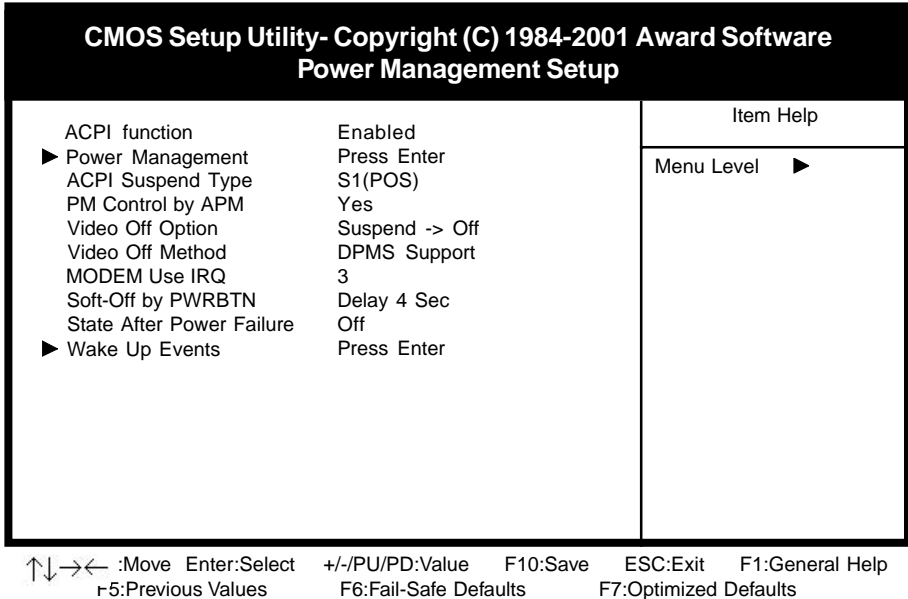 CMOS Setup Utility- Copyright (C) 1984-2001 Award Software
Power Management Setup
ACPI function Enabled
▶ Power Management Press Enter
ACPI Suspend Type S1(POS)
PM Control by APM Yes
Video Off Option Suspend -> Off
Video Off Method DPMS Support
MODEM Use IRQ 3
Soft-Off by PWRBTN Delay 4 Sec
State After Power Failure Off
▶ Wake Up Events Press Enter
Item Help
Menu Level ▶
↑↓→← :Move Enter:Select +/-/PU/PD:Value F10:Save ESC:Exit F1:General Help
F5:Previous Values F6:Fail-Safe Defaults F7:Optimized Defaults